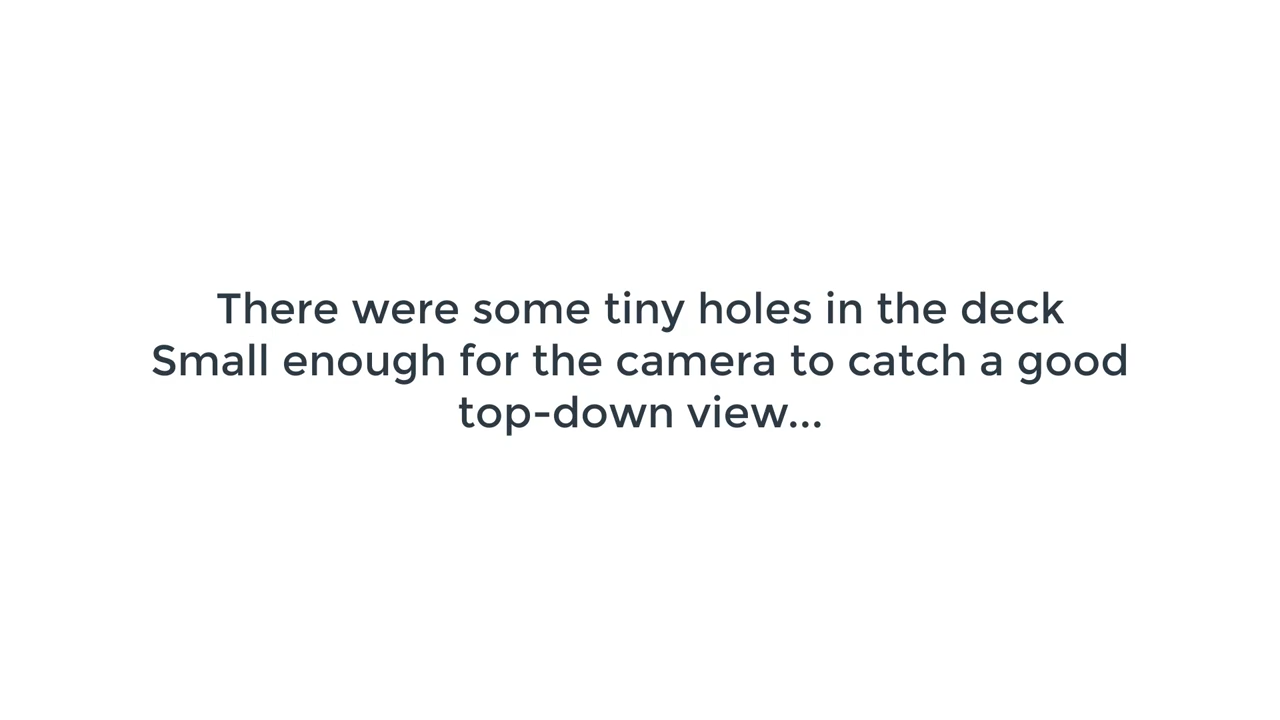 There were some tiny holes in the deck
Small enough for the camera to catch a good
top-down view...